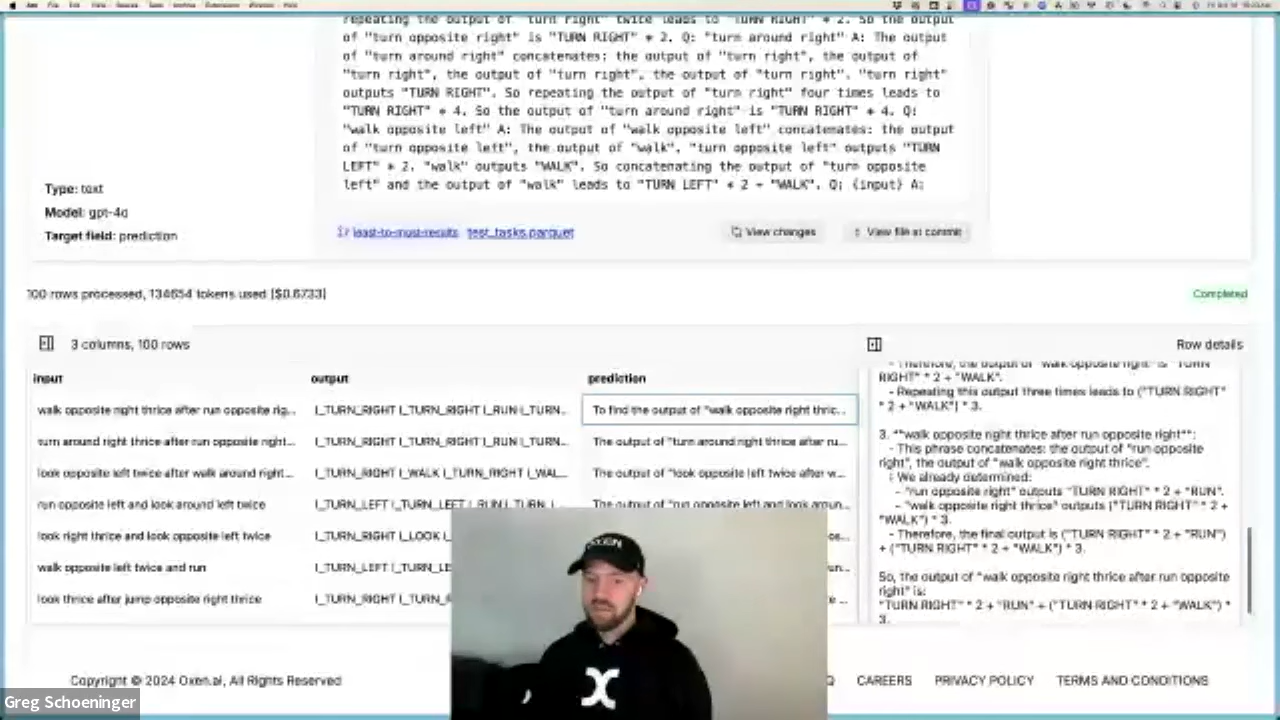 repeating the output of "turn right" twice leads to "TURN RIGHT" * 2. So the output
of "turn opposite right" is "TURN RIGHT" * 2. Q: "turn around right" A: The output
of "turn around right" concatenates: the output of "turn right", the output of
"turn right", the output of "turn right", the output of "turn right". "turn right"
outputs "TURN RIGHT". So repeating the output of "turn right" four times leads to
"TURN RIGHT" * 4. So the output of "turn around right" is "TURN RIGHT" * 4. Q:
"walk opposite left" A: The output of "walk opposite left" concatenates: the output
of "turn opposite left", the output of "walk". "turn opposite left" outputs "TURN
LEFT" * 2. "walk" outputs "WALK". So concatenating the output of "turn opposite
left" and the output of "walk" leads to "TURN LEFT" * 2 + "WALK". Q: {input} A:
Type: text
Model: gpt-4o
Target field: prediction
least-to-most-results test_tasks.parquet View changes View file at commit
100 rows processed, 134654 tokens used ($0.6733) Completed
3 columns, 100 rows
input output prediction
walk opposite right thrice after run opposite rig... I_TURN_RIGHT I_TURN_RIGHT I_RUN I_TURN... To find the output of "walk opposite right thric...
turn around right thrice after run opposite right... I_TURN_RIGHT I_TURN_RIGHT I_RUN I_TURN... The output of "turn around right thrice after ru...
look opposite left twice after walk around right... I_TURN_RIGHT I_WALK I_TURN_RIGHT I_WAL... The output of "look opposite left twice after w...
run opposite left and look around left twice I_TURN_LEFT I_TURN_LEFT I_RUN I_TURN_L... The output of "run opposite left and look aroun...
look right thrice and look opposite left twice I_TURN_RIGHT I_LOOK
walk opposite left twice and run I_TURN_LEFT I_TURN_LE
look thrice after jump opposite right thrice I_TURN_RIGHT I_TURN_R
Row details
- Therefore, the output of "walk opposite right" is "TURN
RIGHT" * 2 + "WALK".
- Repeating this output three times leads to ("TURN RIGHT"
* 2 + "WALK") * 3.
3. **"walk opposite right thrice after run opposite right"**:
- This phrase concatenates: the output of "run opposite
right", the output of "walk opposite right thrice".
- We already determined:
- "run opposite right" outputs "TURN RIGHT" * 2 + "RUN".
- "walk opposite right thrice" outputs ("TURN RIGHT" * 2 +
"WALK") * 3.
- Therefore, the final output is ("TURN RIGHT" * 2 + "RUN")
+ ("TURN RIGHT" * 2 + "WALK") * 3.
So, the output of "walk opposite right thrice after run opposite
right" is:
"TURN RIGHT" * 2 + "RUN" + ("TURN RIGHT" * 2 + "WALK") *
3.
OXEN
Copyright © 2024 Oxen.ai, All Rights Reserved CAREERS PRIVACY POLICY TERMS AND CONDITIONS
Greg Schoeninger